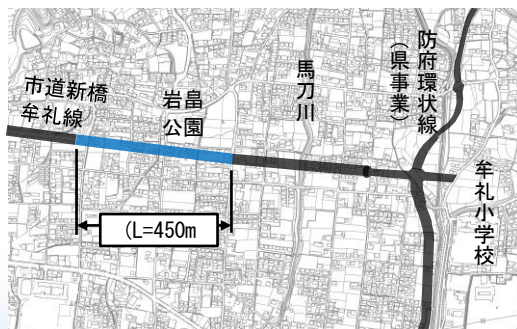 市道新橋
牟礼線
岩畠
公園
馬刀川
防府環状線
（県事業）
牟礼小学校
(L=450m